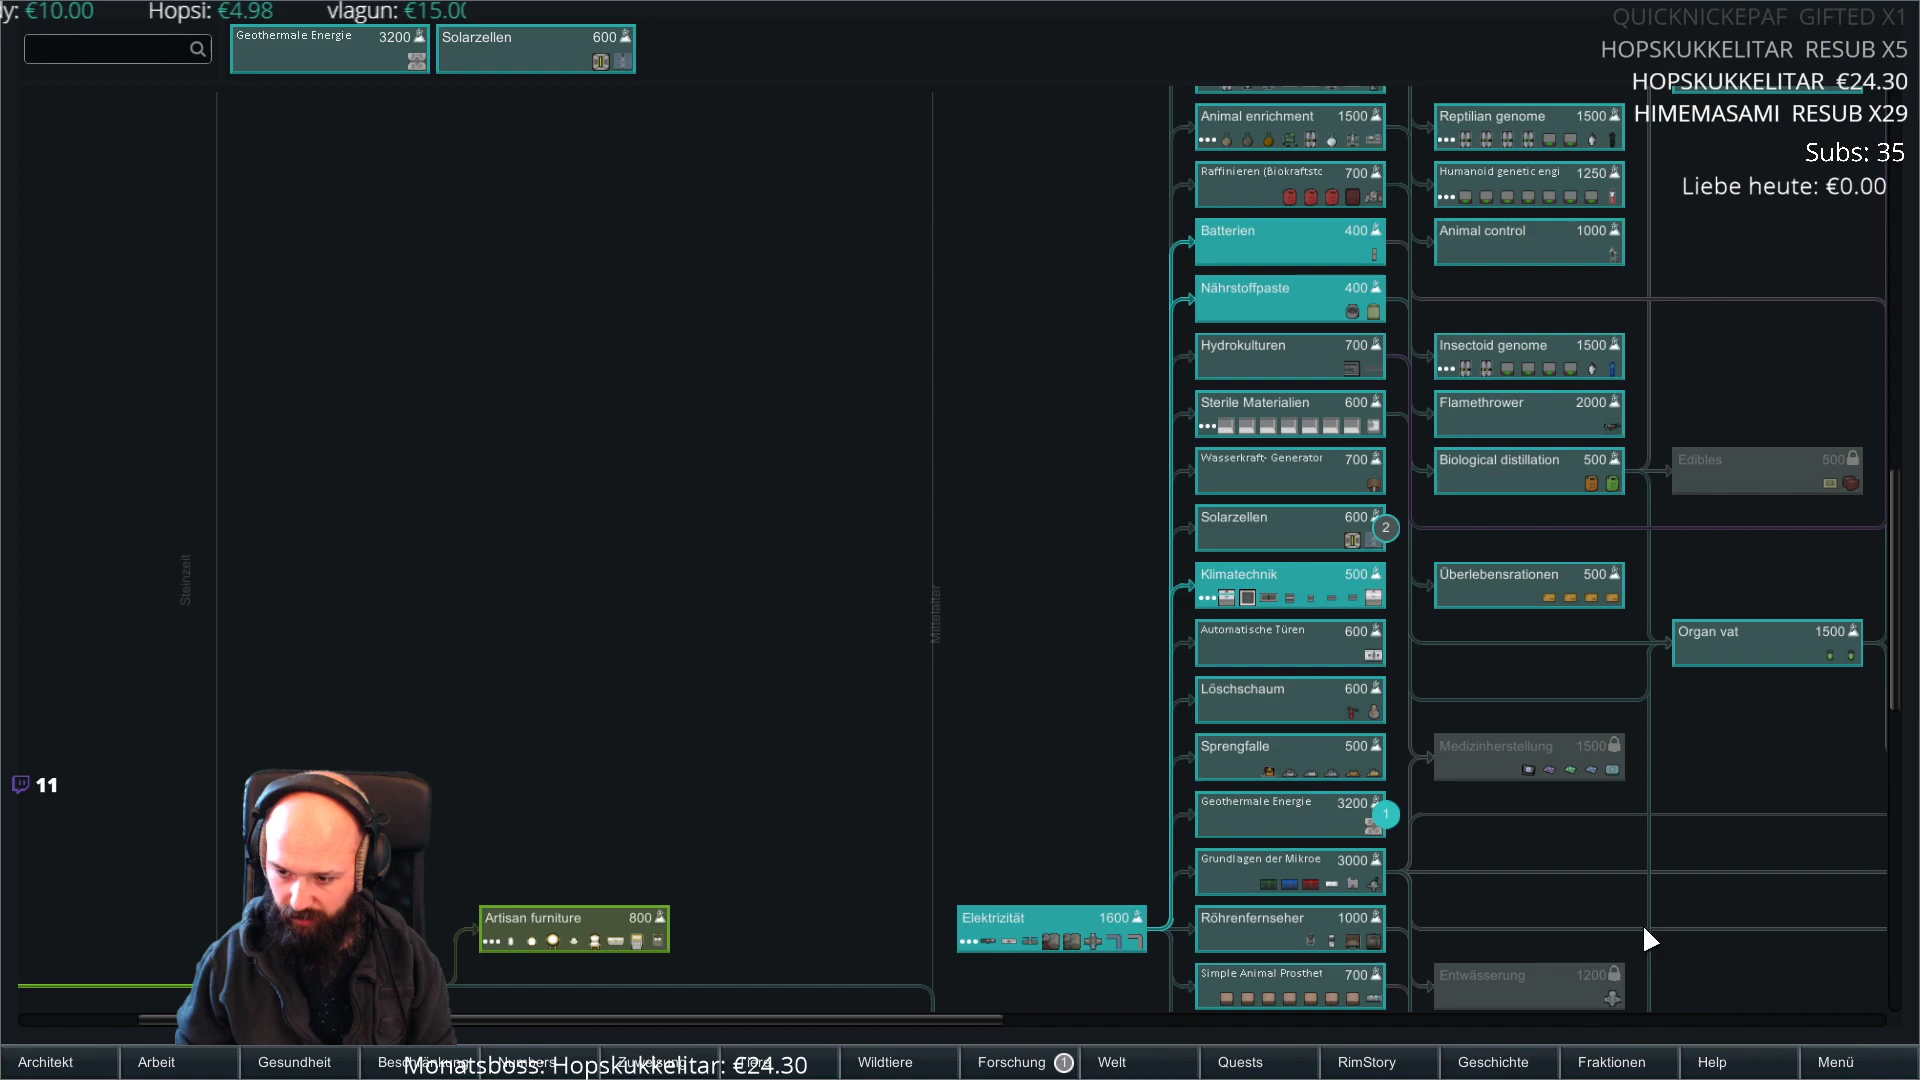 y: €10.00 Hopsi: €4.98 vlagun: €15.00
QUICKNICKEPAF GIFTED X1
HOPSKUKKELITAR RESUB X5
HOPSKUKKELITAR €24.30
HIMEMASAMI RESUB X29
Subs: 35
Liebe heute: €0.00
Geothermale Energie 3200
Solarzellen 600
Steinzeit
Mittelalter
11
Artisan furniture 800
Elektrizität 1600
Animal enrichment 1500
Raffinieren (Biokraftstc 700
Batterien 400
Nährstoffpaste 400
Hydrokulturen 700
Sterile Materialien 600
Wasserkraft- Generator 700
Solarzellen 600
2
Klimatechnik 500
Automatische Türen 600
Löschschaum 600
Sprengfalle 500
Geothermale Energie 3200
1
Grundlagen der Mikroe 3000
Röhrenfernseher 1000
Simple Animal Prosthet 700
Reptilian genome 1500
Humanoid genetic engi 1250
Animal control 1000
Insectoid genome 1500
Flamethrower 2000
Biological distillation 500
Überlebensrationen 500
Medizinherstellung 1500
Entwässerung 1200
Edibles 500
Organ vat 1500
Architekt Arbeit Gesundheit Beschränkung Numbers Zuweisung Tiere Wildtiere Forschung 1 Welt Quests RimStory Geschichte Fraktionen Help Menü
Monatsboss: Hopskukkelitar: €24.30